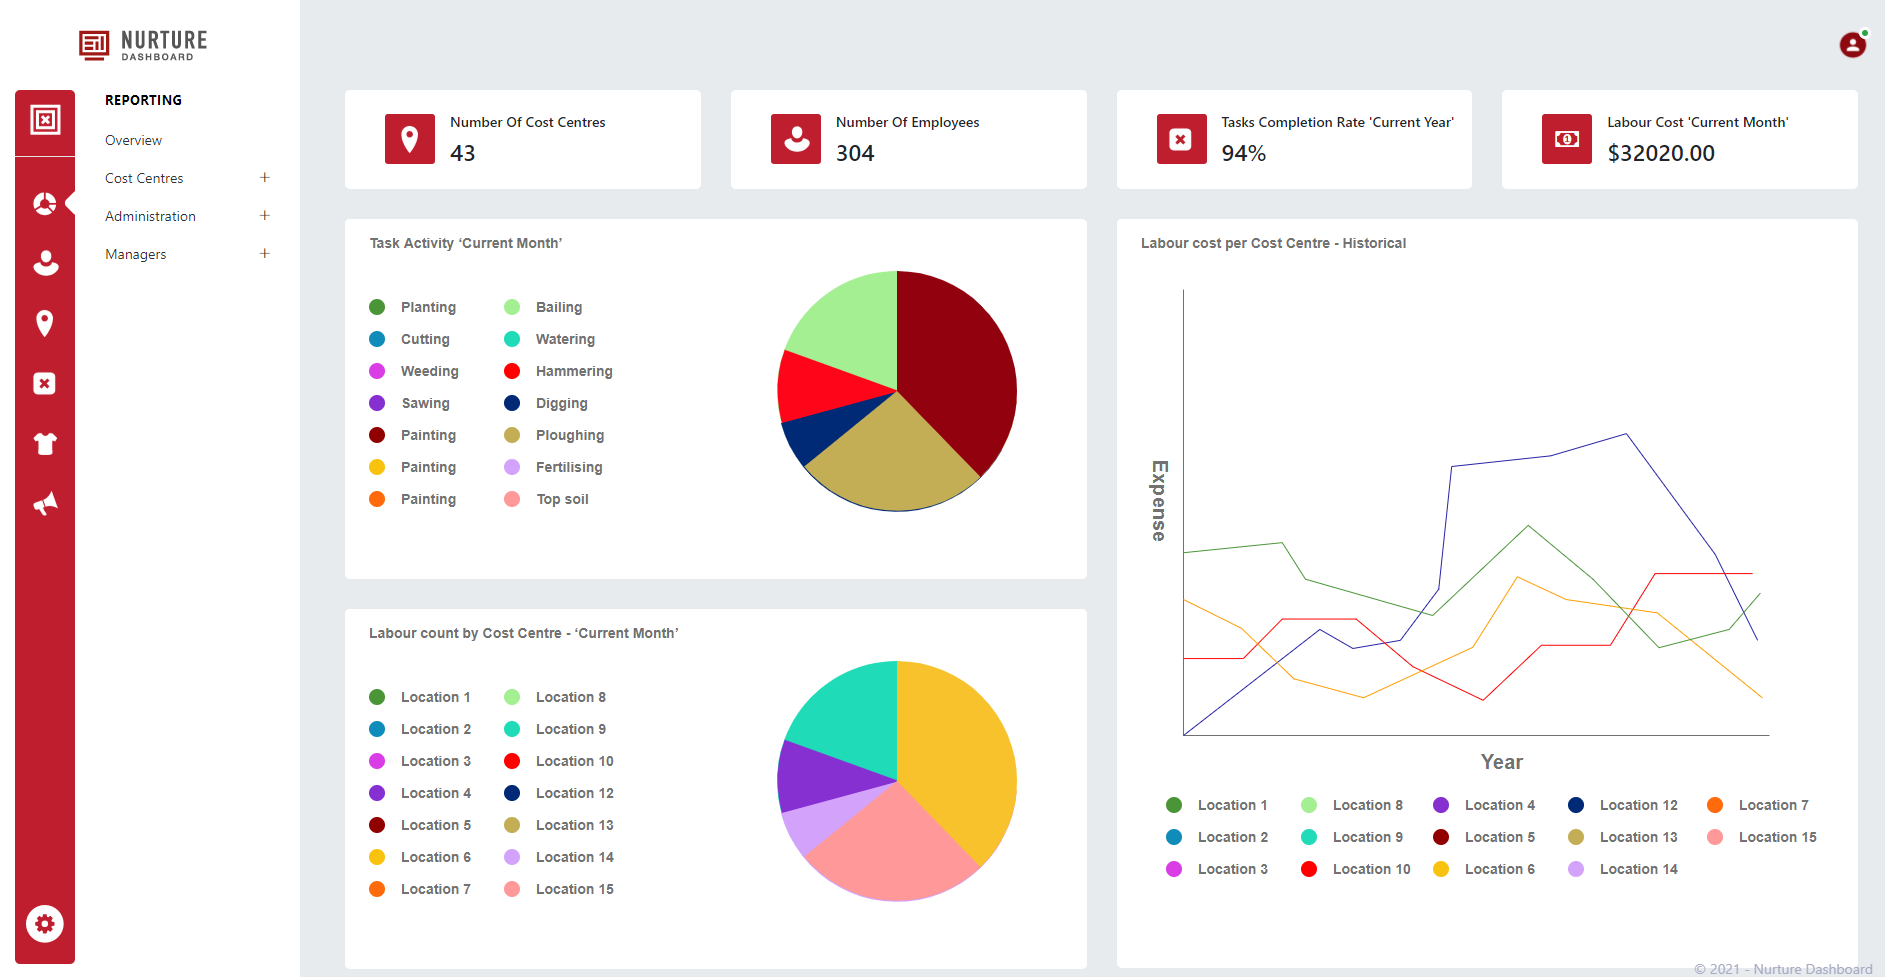 NURTURE
DASHBOARD
REPORTING
Overview
Cost Centres +
Administration +
Managers +
Number Of Cost Centres
43
Number Of Employees
304
Tasks Completion Rate 'Current Year'
94%
Labour Cost 'Current Month'
$32020.00
Task Activity ‘Current Month’
Planting Bailing
Cutting Watering
Weeding Hammering
Sawing Digging
Painting Ploughing
Painting Fertilising
Painting Top soil
Labour count by Cost Centre - ‘Current Month’
Location 1 Location 8
Location 2 Location 9
Location 3 Location 10
Location 4 Location 12
Location 5 Location 13
Location 6 Location 14
Location 7 Location 15
Labour cost per Cost Centre - Historical
Expense
Year
Location 1 Location 8 Location 4 Location 12 Location 7
Location 2 Location 9 Location 5 Location 13 Location 15
Location 3 Location 10 Location 6 Location 14
© 2021 - Nurture Dashboard